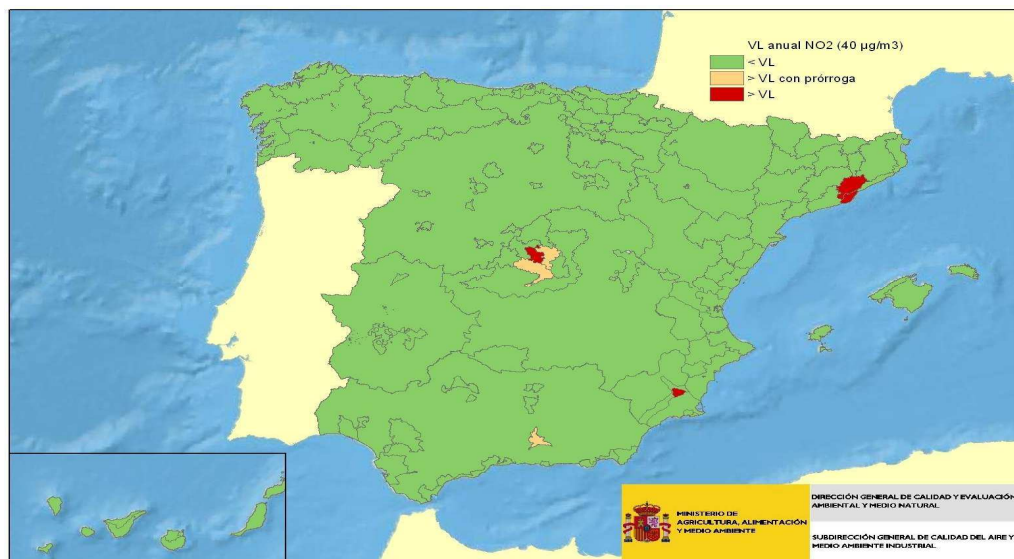 VL anual NO2 (40 µg/m3)
< VL
> VL con prórroga
> VL
MINISTERIO DE
AGRICULTURA, ALIMENTACIÓN
Y MEDIO AMBIENTE
DIRECCIÓN GENERAL DE CALIDAD Y EVALUACIÓN
AMBIENTAL Y MEDIO NATURAL
SUBDIRECCIÓN GENERAL DE CALIDAD DEL AIRE Y
MEDIO AMBIENTE INDUSTRIAL